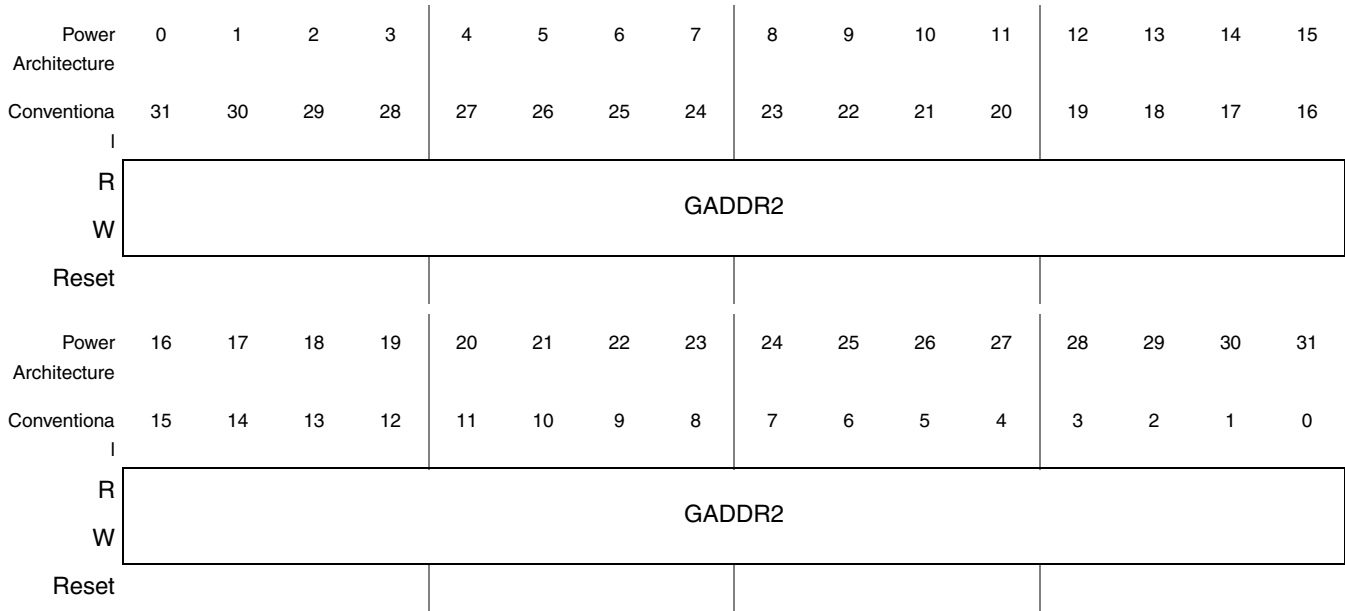 Power Architecture 0 1 2 3 4 5 6 7 8 9 10 11 12 13 14 15
Conventiona l 31 30 29 28 27 26 25 24 23 22 21 20 19 18 17 16
R
GADDR2
W
Reset
Power Architecture 16 17 18 19 20 21 22 23 24 25 26 27 28 29 30 31
Conventiona l 15 14 13 12 11 10 9 8 7 6 5 4 3 2 1 0
R
GADDR2
W
Reset